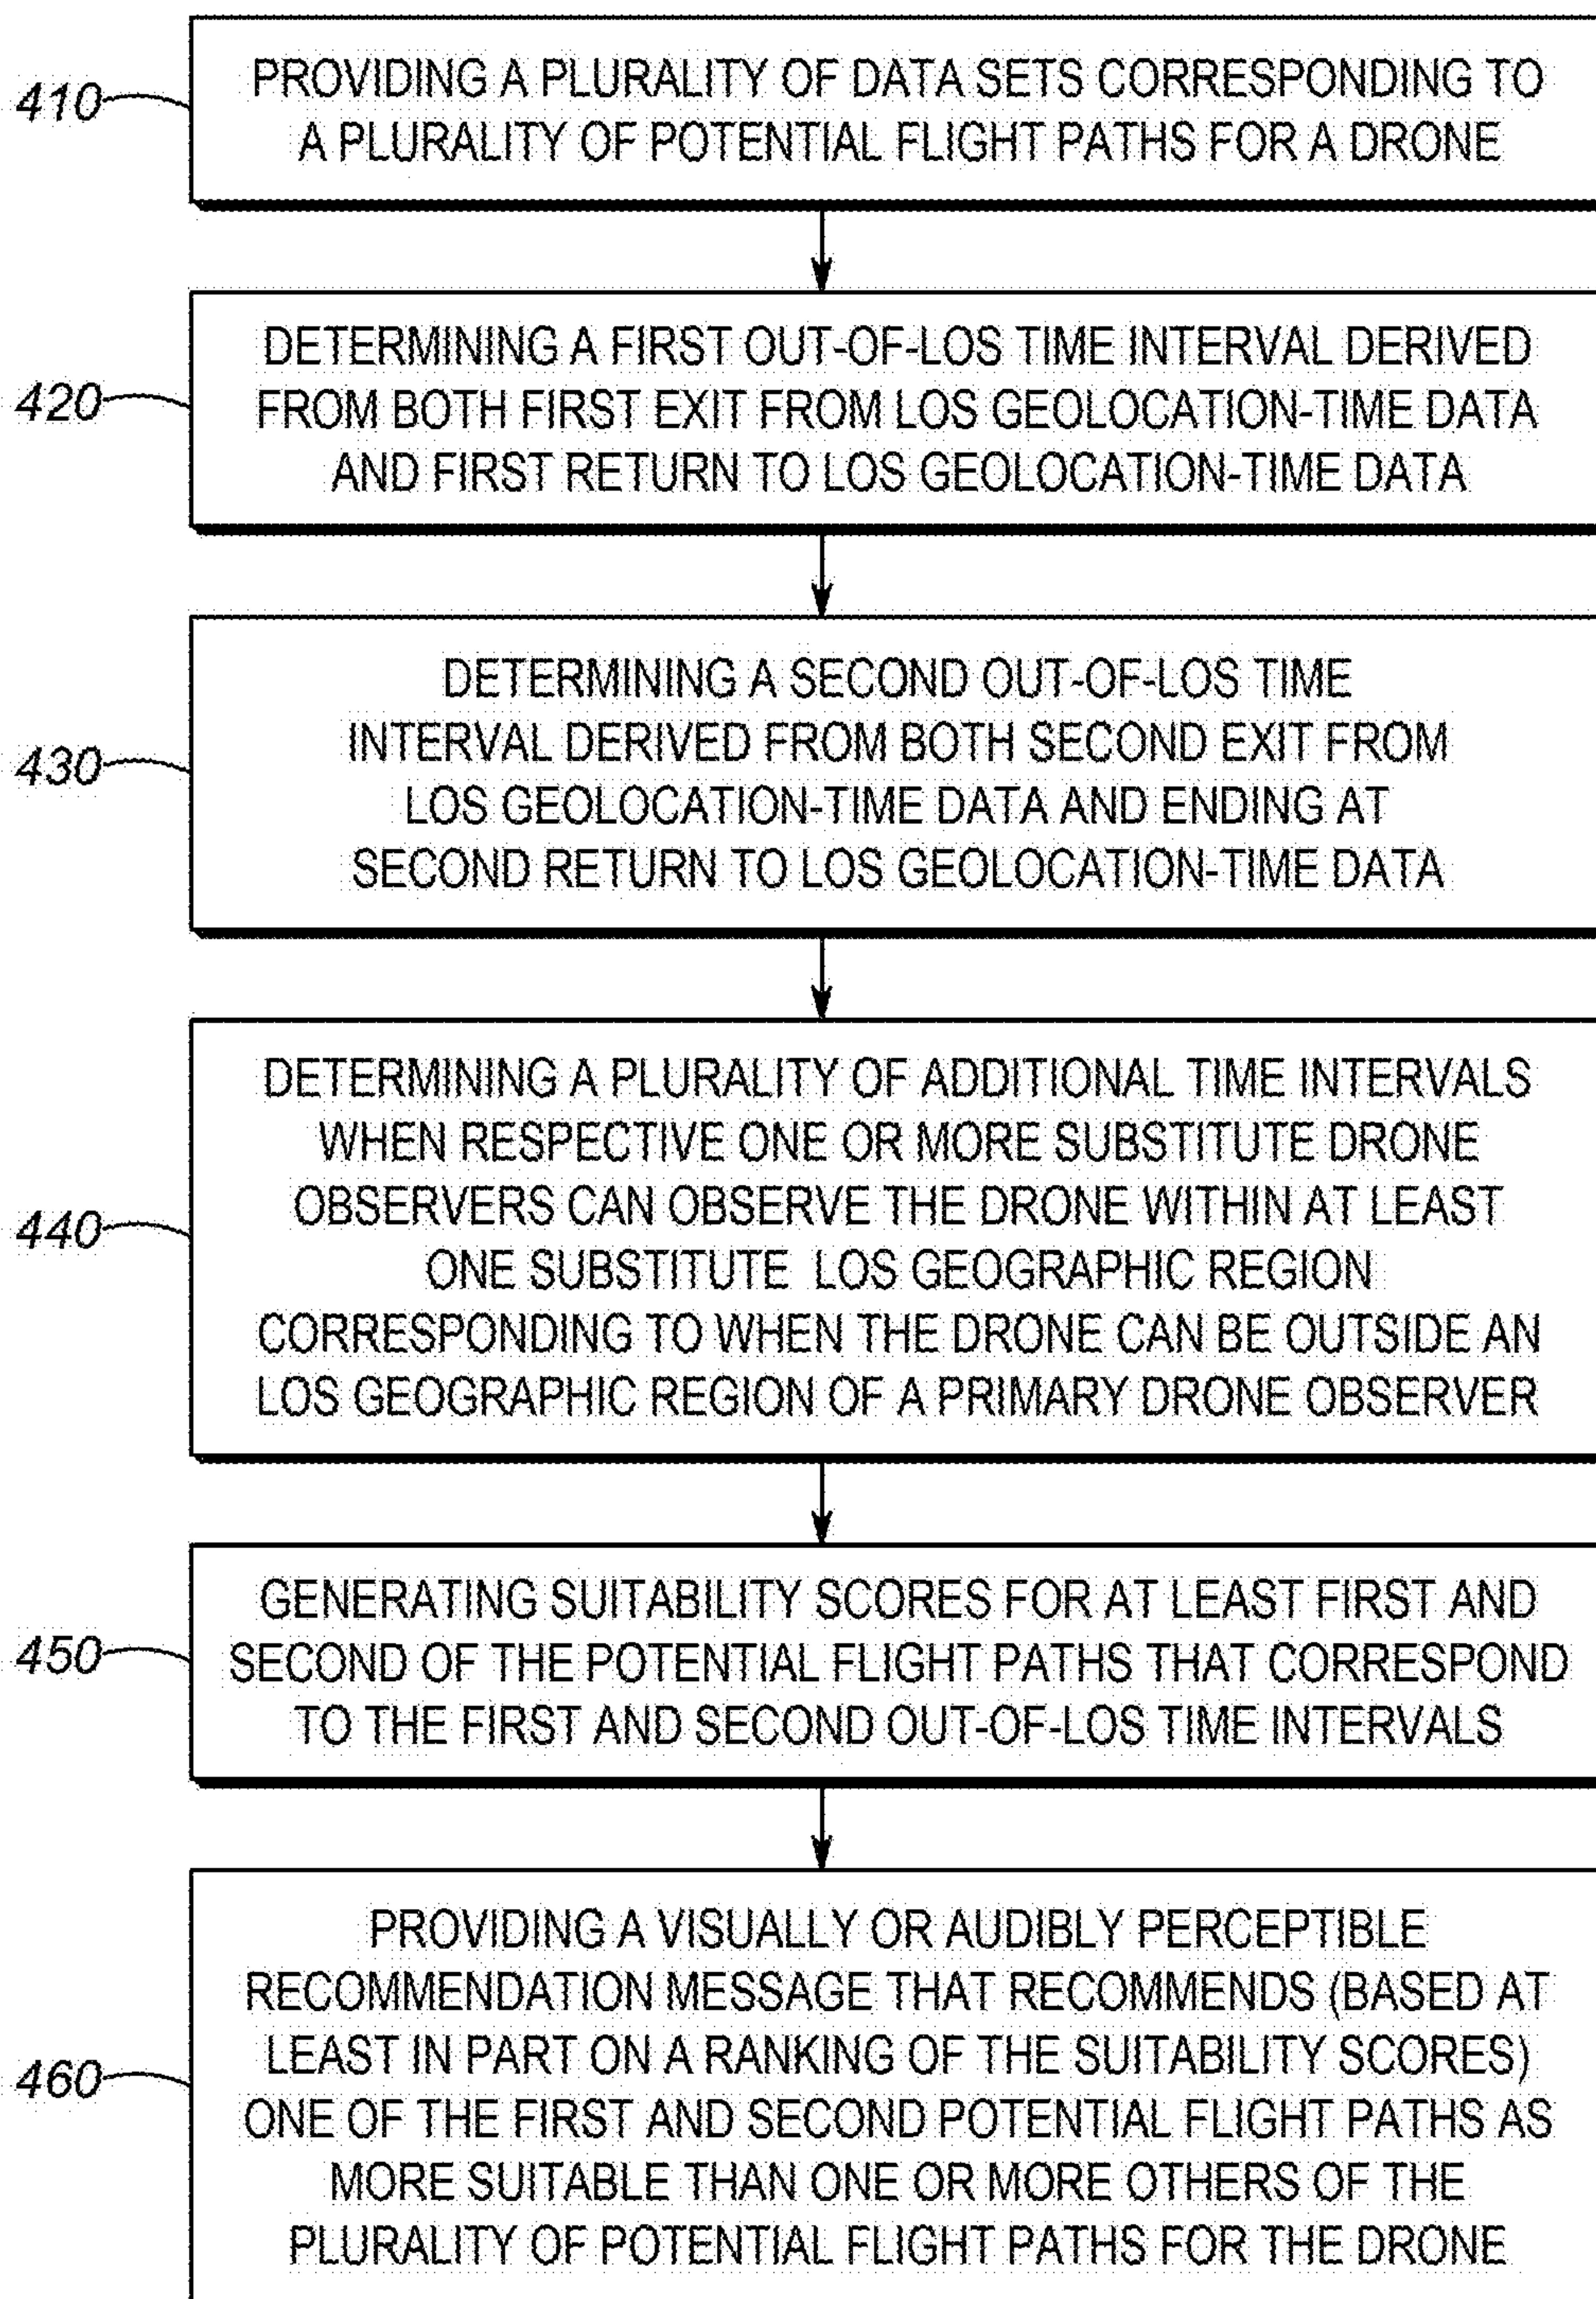 410
PROVIDING A PLURALITY OF DATA SETS CORRESPONDING TO
A PLURALITY OF POTENTIAL FLIGHT PATHS FOR A DRONE
420
DETERMINING A FIRST OUT-OF-LOS TIME INTERVAL DERIVED
FROM BOTH FIRST EXIT FROM LOS GEOLOCATION-TIME DATA
AND FIRST RETURN TO LOS GEOLOCATION-TIME DATA
430
DETERMINING A SECOND OUT-OF-LOS TIME
INTERVAL DERIVED FROM BOTH SECOND EXIT FROM
LOS GEOLOCATION-TIME DATA AND ENDING AT
SECOND RETURN TO LOS GEOLOCATION-TIME DATA
440
DETERMINING A PLURALITY OF ADDITIONAL TIME INTERVALS
WHEN RESPECTIVE ONE OR MORE SUBSTITUTE DRONE
OBSERVERS CAN OBSERVE THE DRONE WITHIN AT LEAST
ONE SUBSTITUTE LOS GEOGRAPHIC REGION
CORRESPONDING TO WHEN THE DRONE CAN BE OUTSIDE AN
LOS GEOGRAPHIC REGION OF A PRIMARY DRONE OBSERVER
450
GENERATING SUITABILITY SCORES FOR AT LEAST FIRST AND
SECOND OF THE POTENTIAL FLIGHT PATHS THAT CORRESPOND
TO THE FIRST AND SECOND OUT-OF-LOS TIME INTERVALS
460
PROVIDING A VISUALLY OR AUDIBLY PERCEPTIBLE
RECOMMENDATION MESSAGE THAT RECOMMENDS (BASED AT
LEAST IN PART ON A RANKING OF THE SUITABILITY SCORES)
ONE OF THE FIRST AND SECOND POTENTIAL FLIGHT PATHS AS
MORE SUITABLE THAN ONE OR MORE OTHERS OF THE
PLURALITY OF POTENTIAL FLIGHT PATHS FOR THE DRONE